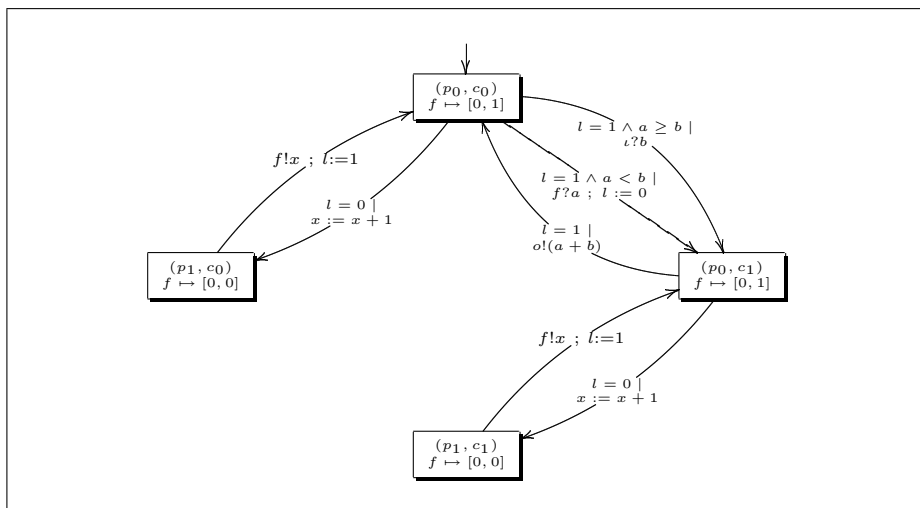 (p₀, c₀)
f ↦ [0, 1]
l = 1 ∧ a ≥ b |
ι?b
f!x ; l:=1
l = 1 ∧ a < b |
f?a ; l := 0
l = 0 |
x := x + 1
l = 1 |
o!(a + b)
(p₁, c₀)
f ↦ [0, 0]
(p₀, c₁)
f ↦ [0, 1]
f!x ; l:=1
l = 0 |
x := x + 1
(p₁, c₁)
f ↦ [0, 0]